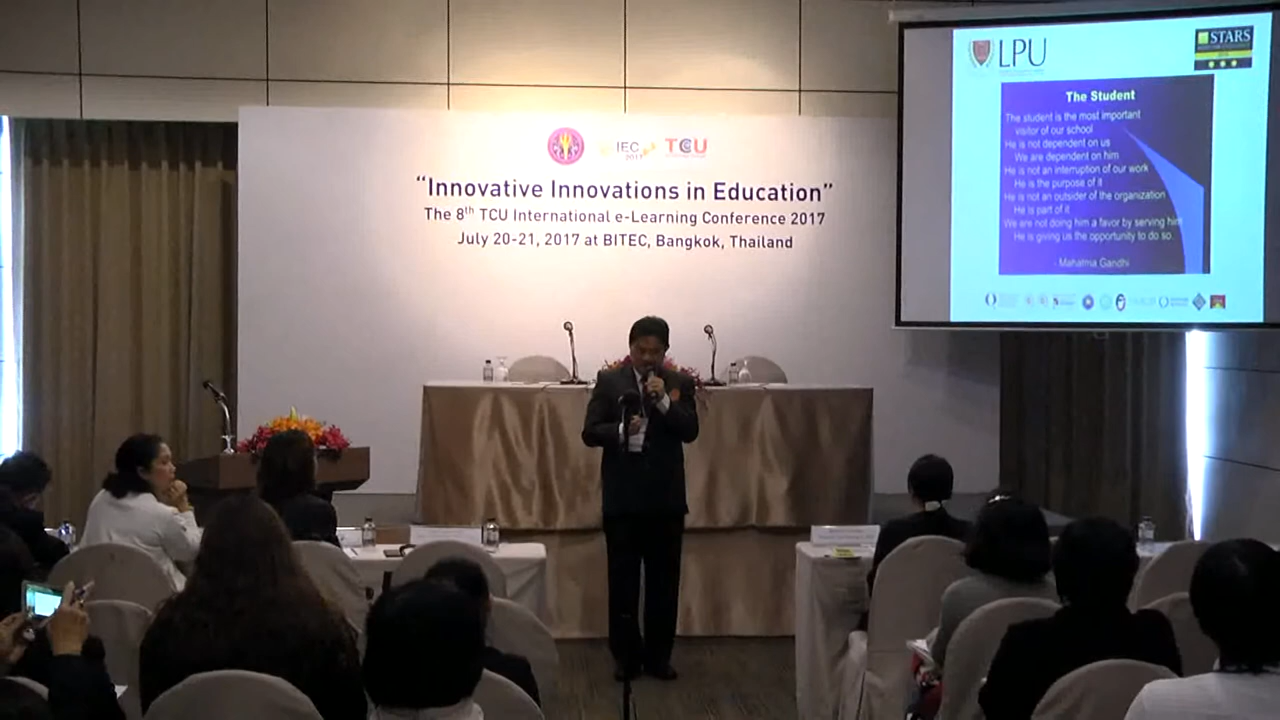 IEC
2017
TCU
“Innovative Innovations in Education”
The 8th TCU International e-Learning Conference 2017
July 20-21, 2017 at BITEC, Bangkok, Thailand
LPU
STARS
The Student
The student is the most important
visitor of our school
He is not dependent on us
We are dependent on him
He is not an interruption of our work
He is the purpose of it
He is not an outsider of the organization
He is part of it
We are not doing him a favor by serving him
He is giving us the opportunity to do so.
- Mahatma Gandhi